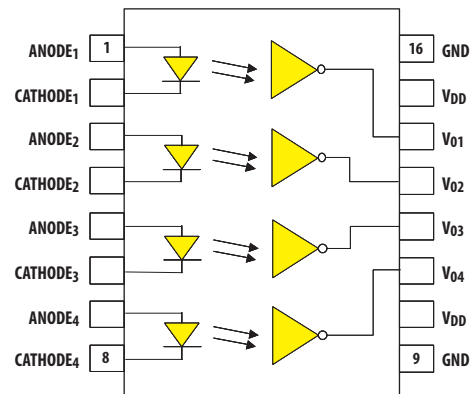 ANODE1 1 16 GND
CATHODE1 VDD
ANODE2 V01
CATHODE2 V02
ANODE3 V03
CATHODE3 V04
ANODE4 VDD
CATHODE4 8 9 GND